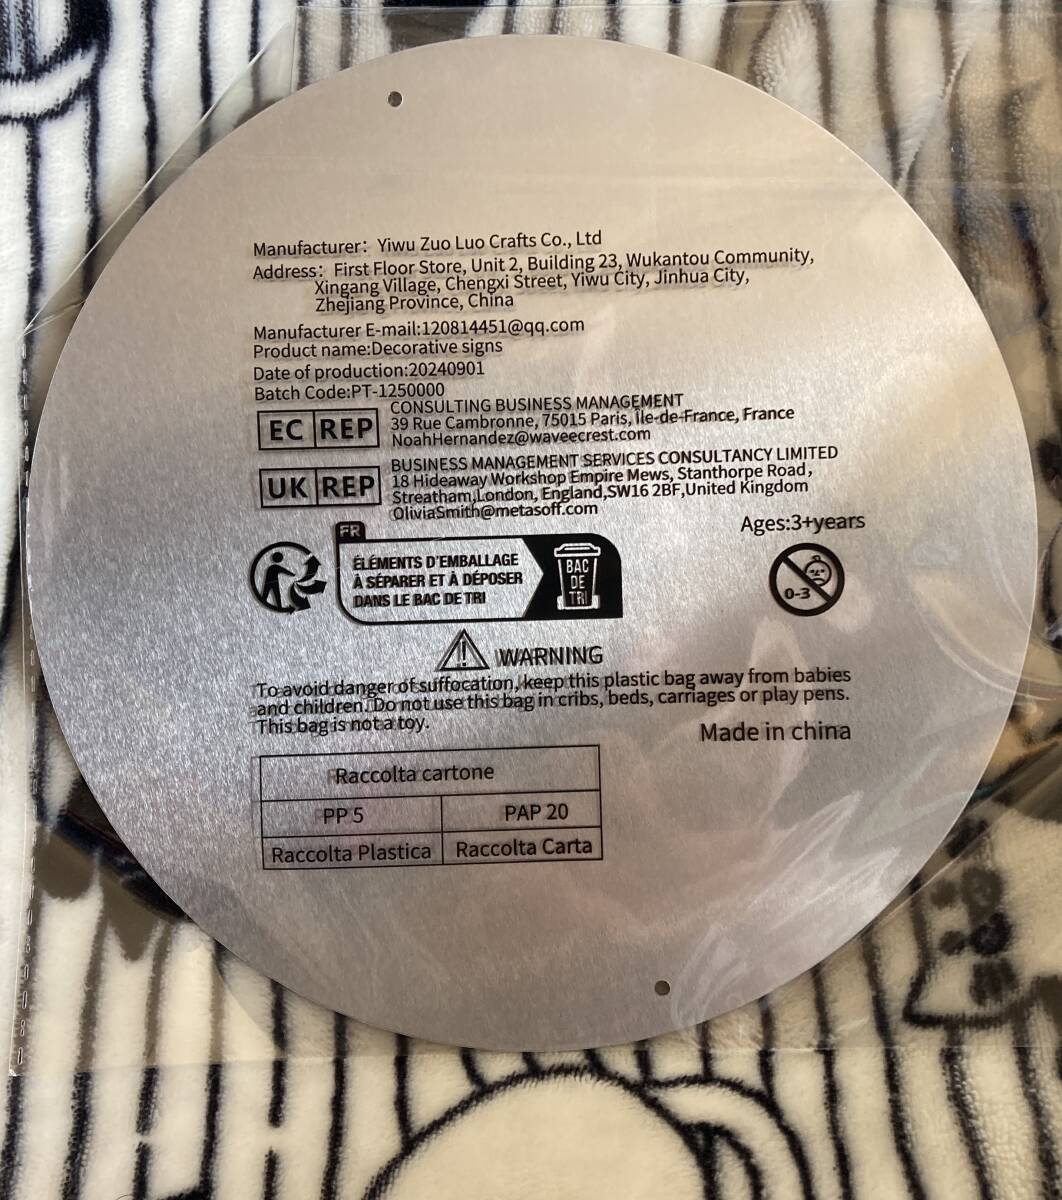 Manufacturer: Yiwu Zuo Luo Crafts Co., Ltd
Address: First Floor Store, Unit 2, Building 23, Wukantou Community,
Xingang Village, Chengxi Street, Yiwu City, Jinhua City,
Zhejiang Province, China
Manufacturer E-mail:120814451@qq.com
Product name:Decorative signs
Date of production:20240901
Batch Code:PT-1250000
EC REP
CONSULTING BUSINESS MANAGEMENT
39 Rue Cambronne, 75015 Paris, Île-de-France, France
NoahHernandez@waveecrest.com
UK REP
BUSINESS MANAGEMENT SERVICES CONSULTANCY LIMITED
18 Hideaway Workshop Empire Mews, Stanthorpe Road,
Streatham,London, England,SW16 2BF,United Kingdom
OliviaSmith@metasoff.com
Ages:3+years
FR
ÉLÉMENTS D'EMBALLAGE
À SÉPARER ET À DÉPOSER
DANS LE BAC DE TRI
BAC
DE
TRI
0-3
WARNING
To avoid danger of suffocation, keep this plastic bag away from babies
and children. Do not use this bag in cribs, beds, carriages or play pens.
This bag is not a toy.
Made in china
Raccolta cartone
PP 5 PAP 20
Raccolta Plastica Raccolta Carta